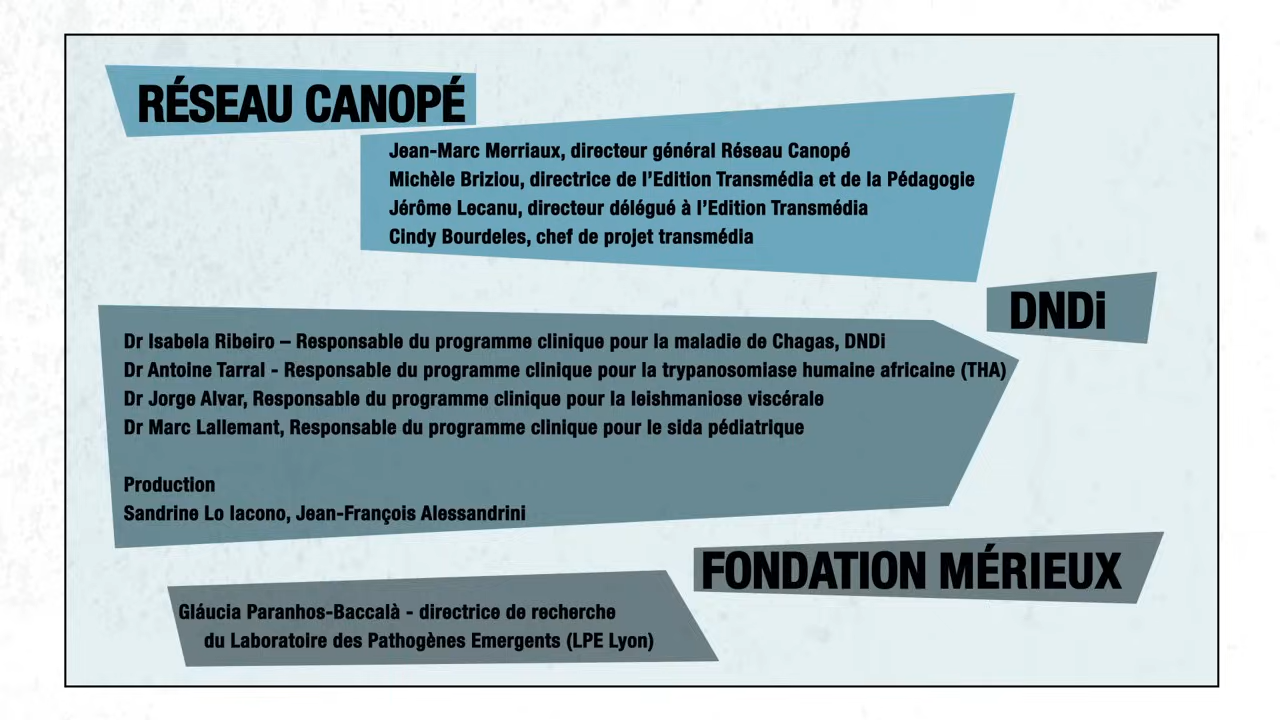 RÉSEAU CANOPÉ
Jean-Marc Merriaux, directeur général Réseau Canopé
Michèle Briziou, directrice de l'Edition Transmédia et de la Pédagogie
Jérôme Lecanu, directeur délégué à l'Edition Transmédia
Cindy Bourdeles, chef de projet transmédia
DNDi
Dr Isabela Ribeiro – Responsable du programme clinique pour la maladie de Chagas, DNDi
Dr Antoine Tarral - Responsable du programme clinique pour la trypanosomiase humaine africaine (THA)
Dr Jorge Alvar, Responsable du programme clinique pour la leishmaniose viscérale
Dr Marc Lallemant, Responsable du programme clinique pour le sida pédiatrique
Production
Sandrine Lo Iacono, Jean-François Alessandrini
FONDATION MÉRIEUX
Gláucia Paranhos-Baccalà - directrice de recherche
du Laboratoire des Pathogènes Emergents (LPE Lyon)